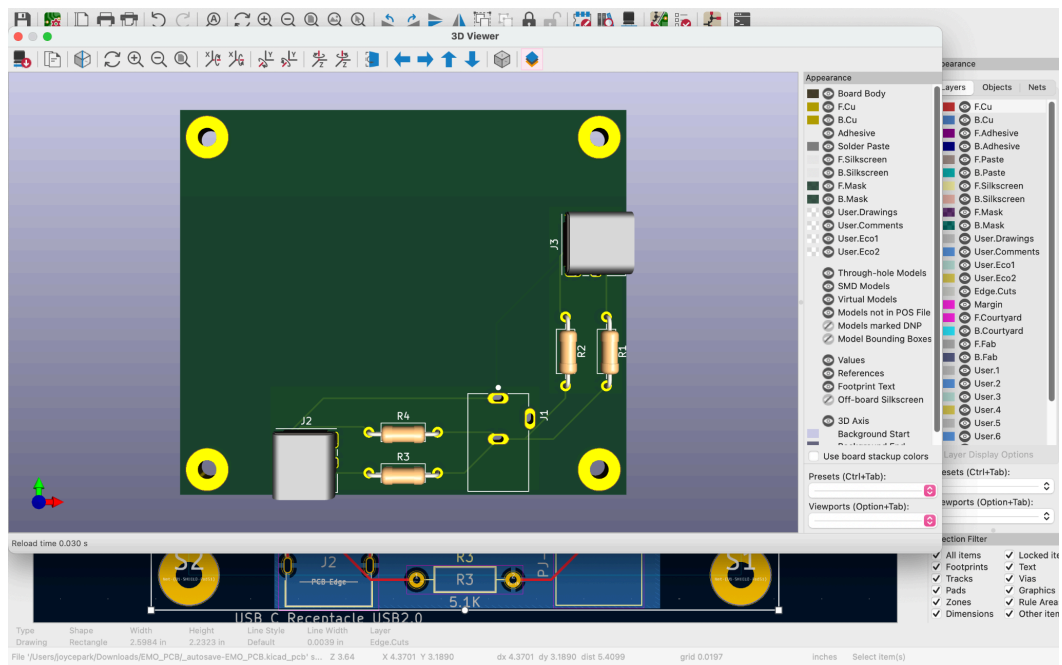 3D Viewer
Appearance
Board Body
F.Cu
B.Cu
Adhesive
Solder Paste
F.Silkscreen
B.Silkscreen
F.Mask
B.Mask
User.Drawings
User.Comments
User.Eco1
User.Eco2
Through-hole Models
SMD Models
Virtual Models
Models not in POS File
Models marked DNP
Model Bounding Boxes
Values
References
Footprint Text
Off-board Silkscreen
3D Axis
Background Start
Use board stackup colors
Presets (Ctrl+Tab):
Viewports (Option+Tab):
J3
R2
R1
J1
J2
R4
R3
Reload time 0.030 s
pearance
Layers Objects Nets
F.Cu
B.Cu
F.Adhesive
B.Adhesive
F.Paste
B.Paste
F.Silkscreen
B.Silkscreen
F.Mask
B.Mask
User.Drawings
User.Comments
User.Eco1
User.Eco2
Edge.Cuts
Margin
F.Courtyard
B.Courtyard
F.Fab
B.Fab
User.1
User.2
User.3
User.4
User.5
User.6
Layer Display Options
esets (Ctrl+Tab):
ewports (Option+Tab):
ection Filter
All items Locked ite
Footprints Text
Tracks Vias
Pads Graphics
Zones Rule Area
Dimensions Other item
S2
J2
PCB Edge
R3
R3
5.1K
PJ-
S1
USB_C_Receptacle_USB2.0
Type Shape Width Height Line Style Line Width Layer
Drawing Rectangle 2.5984 in 2.2323 in Default 0.0039 in Edge.Cuts
File '/Users/joycepark/Downloads/EMO_PCB/_autosave-EMO_PCB.kicad_pcb' s... Z 3.64 X 4.3701 Y 3.1890 dx 4.3701 dy 3.1890 dist 5.4099 grid 0.0197 inches Select item(s)